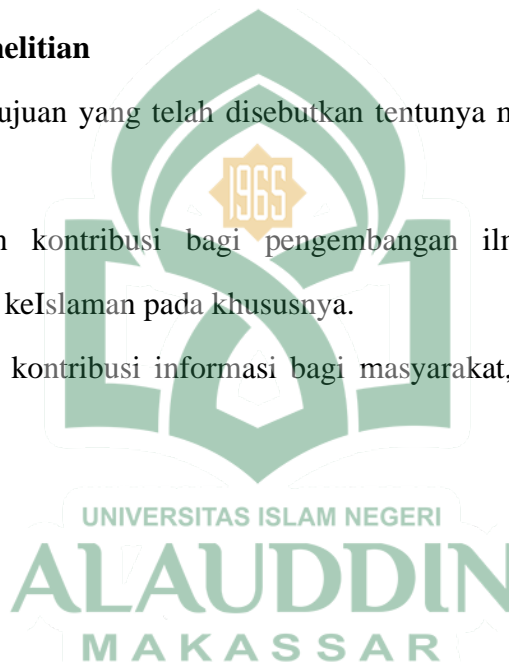 nelitian
ujuan yang telah disebutkan tentunya m
1965
n kontribusi bagi pengembangan ilr
keIslaman pada khususnya.
kontribusi informasi bagi masyarakat,
UNIVERSITAS ISLAM NEGERI
ALAUDDIN
MAKASSAR